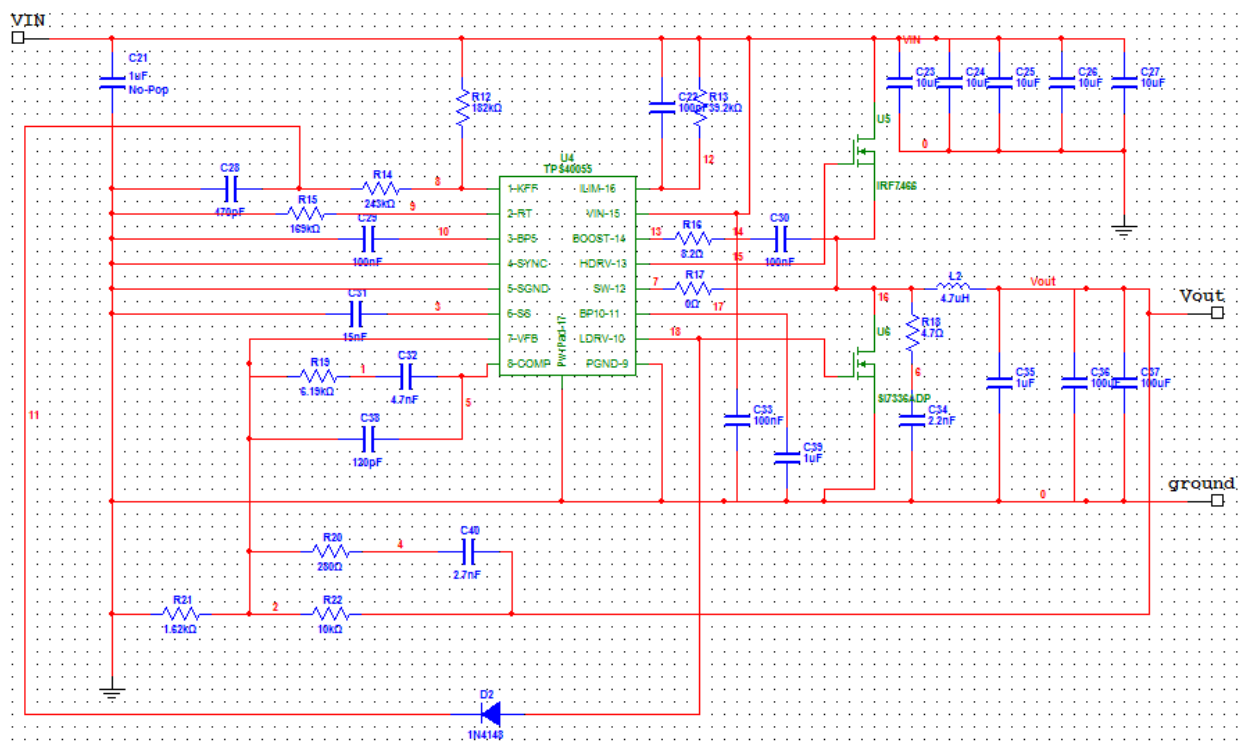 VIN
C21
1uF
No-Pop
R12
182kΩ
C22
100pF
R13
39.2kΩ
VIN
C23
10uF
C24
10uF
C25
10uF
C26
10uF
C27
10uF
U5
0
12
IRF7466
U4
TPS40055
C28
470pF
R14
243kΩ
8
R15
169kΩ
9
C29
100nF
10
1-KFF
2-RT
3-BP5
4-SYNC
5-SGND
6-SS
7-VFB
8-COMP
ILIM-16
VIN-15
BOOST-14
HDRV-13
SW-12
BP10-11
LDRV-10
PGND-9
PwrPad-17
13
R16
8.2Ω
14
C30
100nF
15
7
R17
0Ω
17
18
16
L2
4.7uH
Vout
Vout
C31
15nF
3
U6
R18
4.7Ω
6
SI7336ADP
C34
2.2nF
R19
6.19kΩ
1
C32
4.7nF
5
C38
120pF
C33
100nF
C39
1uF
C35
1uF
C36
100uF
C37
100uF
11
ground
0
R20
280Ω
4
C40
2.7nF
R21
1.62kΩ
2
R22
10kΩ
D2
1N4148